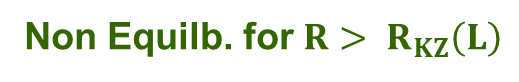 Non Equilb. for R > R_KZ(L)